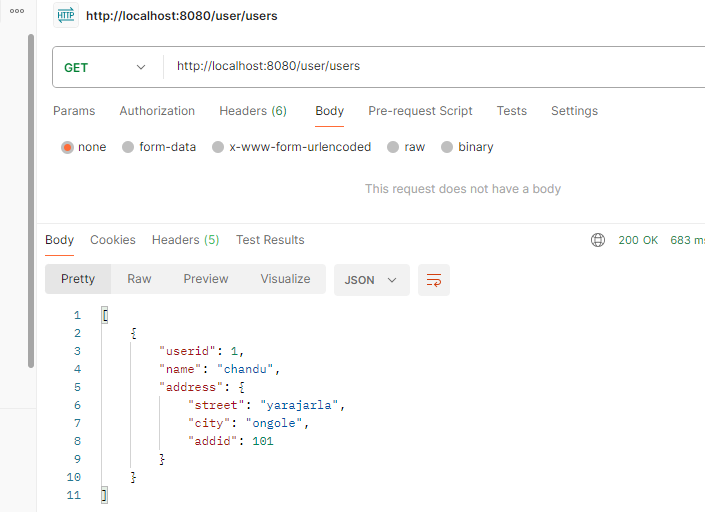 HTTP http://localhost:8080/user/users
GET http://localhost:8080/user/users
Params Authorization Headers (6) Body Pre-request Script Tests Settings
none form-data x-www-form-urlencoded raw binary
This request does not have a body
Body Cookies Headers (5) Test Results 200 OK 683 ms
Pretty Raw Preview Visualize JSON
1 [
2 {
3 "userid": 1,
4 "name": "chandu",
5 "address": {
6 "street": "yarajarla",
7 "city": "ongole",
8 "addid": 101
9 }
10 }
11 ]